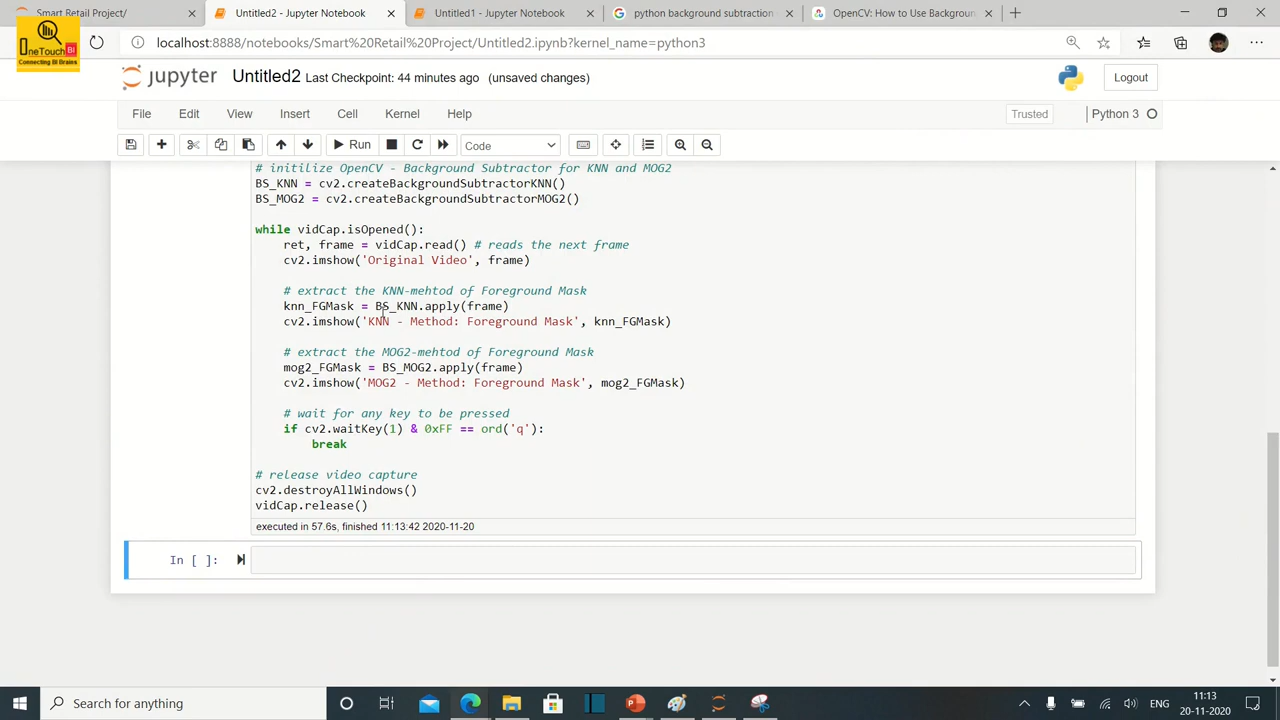 Smart Retail Project/
Untitled2 - Jupyter Notebook
Untitled2 - Jupyter Notebook
python background subtraction
OpenCV: How to Use Backgroun
OneTouchBI
Connecting BI Brains
localhost:8888/notebooks/Smart%20Retail%20Project/Untitled2.ipynb?kernel_name=python3
jupyter Untitled2 Last Checkpoint: 44 minutes ago (unsaved changes)
Logout
File Edit View Insert Cell Kernel Help
Trusted
Python 3
Run
Code
# initilize OpenCV - Background Subtractor for KNN and MOG2
BS_KNN = cv2.createBackgroundSubtractorKNN()
BS_MOG2 = cv2.createBackgroundSubtractorMOG2()
while vidCap.isOpened():
ret, frame = vidCap.read() # reads the next frame
cv2.imshow('Original Video', frame)
# extract the KNN-mehtod of Foreground Mask
knn_FGMask = BS_KNN.apply(frame)
cv2.imshow('KNN - Method: Foreground Mask', knn_FGMask)
# extract the MOG2-mehtod of Foreground Mask
mog2_FGMask = BS_MOG2.apply(frame)
cv2.imshow('MOG2 - Method: Foreground Mask', mog2_FGMask)
# wait for any key to be pressed
if cv2.waitKey(1) & 0xFF == ord('q'):
break
# release video capture
cv2.destroyAllWindows()
vidCap.release()
executed in 57.6s, finished 11:13:42 2020-11-20
In [ ]:
Search for anything
ENG
11:13
20-11-2020